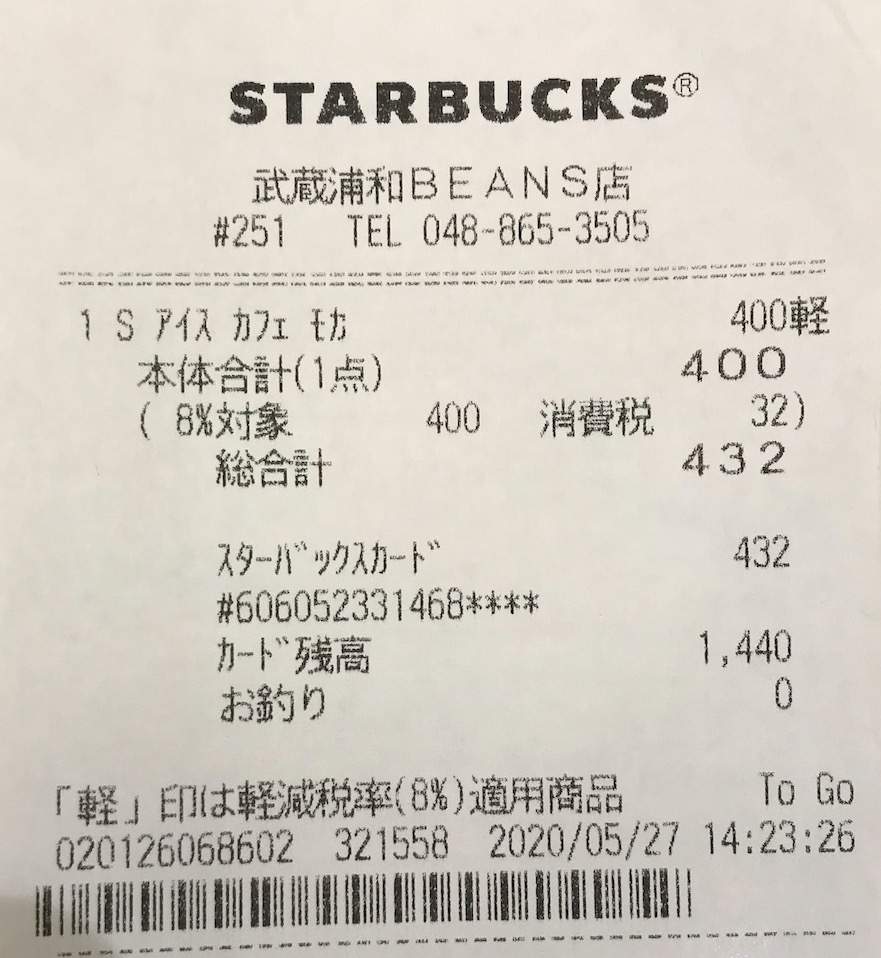 STARBUCKS®
武蔵浦和BEANS店
#251 TEL 048-865-3505
1 S ｱｲｽ ｶﾌｪ ﾓｶ 400軽
本体合計(1点) 400
( 8%対象 400 消費税 32)
総合計 432
ｽﾀｰﾊﾞｯｸｽｶｰﾄﾞ 432
#606052331468****
ｶｰﾄﾞ残高 1,440
お釣り 0
「軽」印は軽減税率(8%)適用商品 To Go
020126068602 321558 2020/05/27 14:23:26